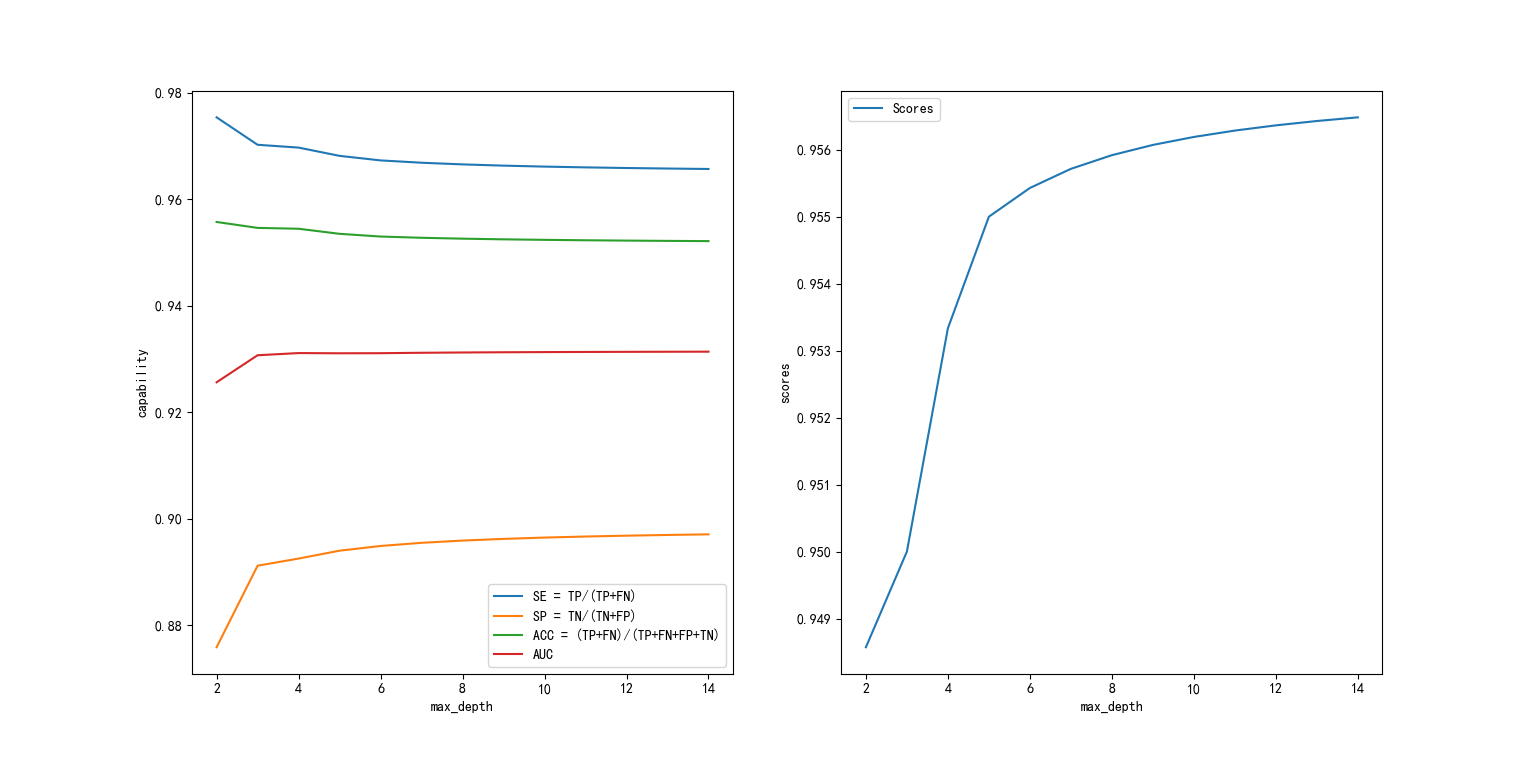 0.98
0.96
0.94
0.92
0.90
0.88
capability
2 4 6 8 10 12 14
max_depth
SE = TP/(TP+FN)
SP = TN/(TN+FP)
ACC = (TP+FN)/(TP+FN+FP+TN)
AUC
Scores
0.956
0.955
0.954
0.953
0.952
0.951
0.950
0.949
scores
2 4 6 8 10 12 14
max_depth